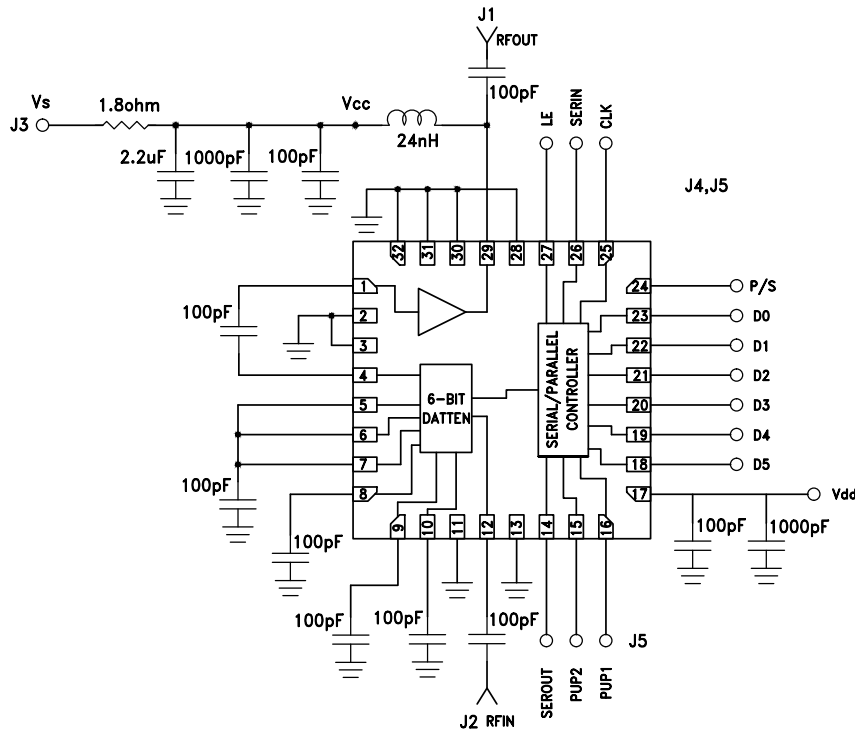 J1
RFOUT
100pF
Vs
J3
1.8ohm
Vcc
24nH
2.2uF
1000pF
100pF
LE
SERIN
CLK
J4,J5
32
31
30
29
28
27
26
25
1
2
3
4
5
6
7
8
100pF
100pF
100pF
6-BIT
DATTEN
SERIAL/PARALLEL
CONTROLLER
24
23
22
21
20
19
18
17
P/S
D0
D1
D2
D3
D4
D5
Vdd
100pF
1000pF
9
10
11
12
13
14
15
16
100pF
100pF
100pF
J2 RFIN
SEROUT
PUP2
PUP1
J5